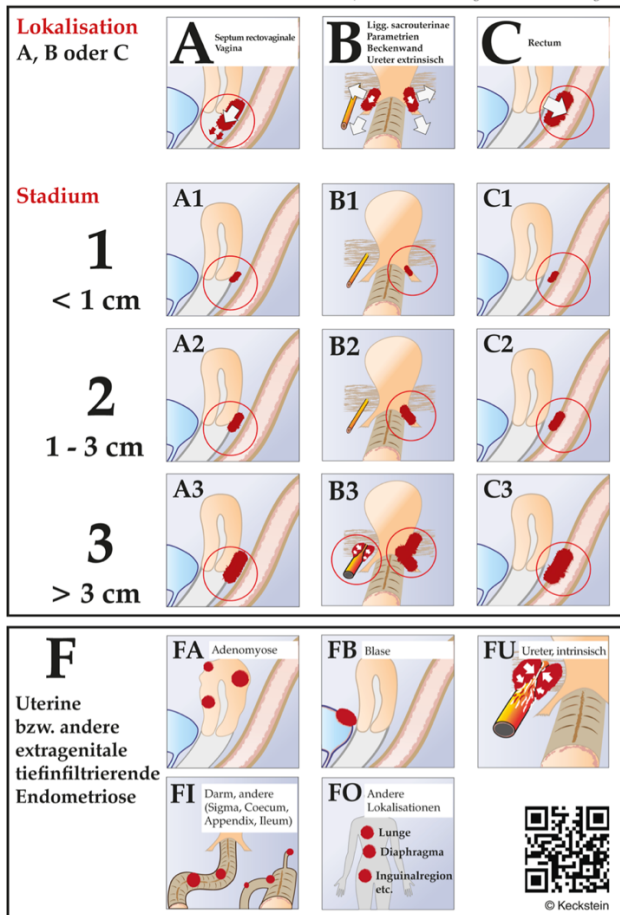 Lokalisation
A, B oder C
A
Septum rectovaginale
Vagina
B
Ligg. sacrouterinae
Parametrien
Beckenwand
Ureter extrinsisch
C
Rectum
Stadium
1
< 1 cm
A1
B1
C1
2
1 - 3 cm
A2
B2
C2
3
> 3 cm
A3
B3
C3
F
Uterine
bzw. andere
extragenitale
tiefinfiltrierende
Endometriose
FA
Adenomyose
FB
Blase
FU
Ureter, intrinsisch
FI
Darm, andere
(Sigma, Coecum,
Appendix, Ileum)
FO
Andere
Lokalisationen
Lunge
Diaphragma
Inguinalregion
etc.
© Keckstein